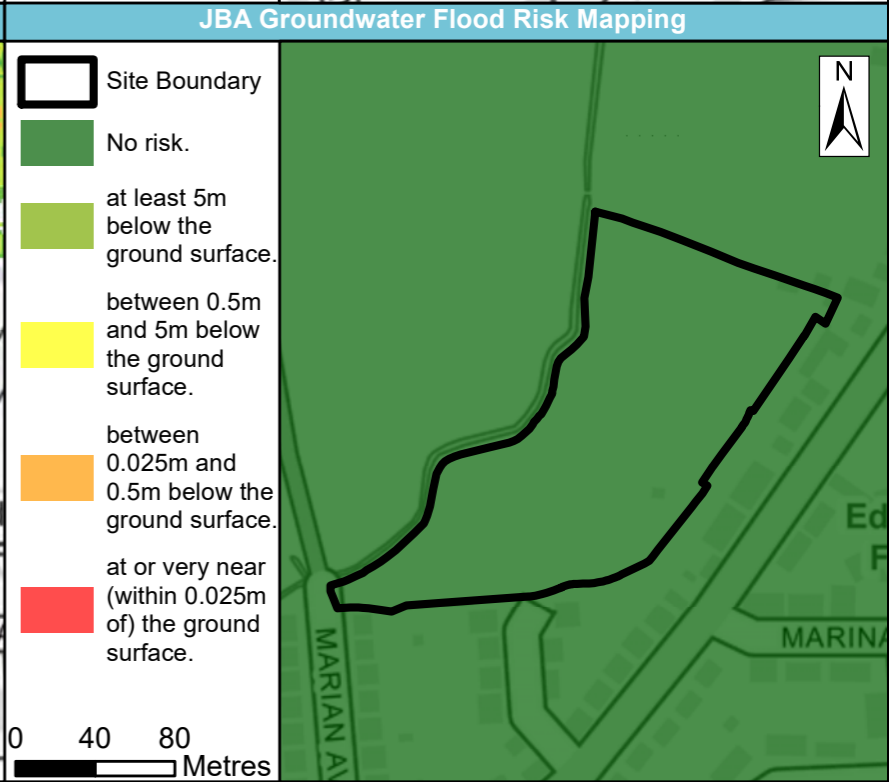 JBA Groundwater Flood Risk Mapping
Site Boundary
No risk.
at least 5m
below the
ground surface.
between 0.5m
and 5m below
the ground
surface.
between
0.025m and
0.5m below the
ground surface.
at or very near
(within 0.025m
of) the ground
surface.
0 40 80
Metres
N
Ed
F
MARINA
MARIAN AV